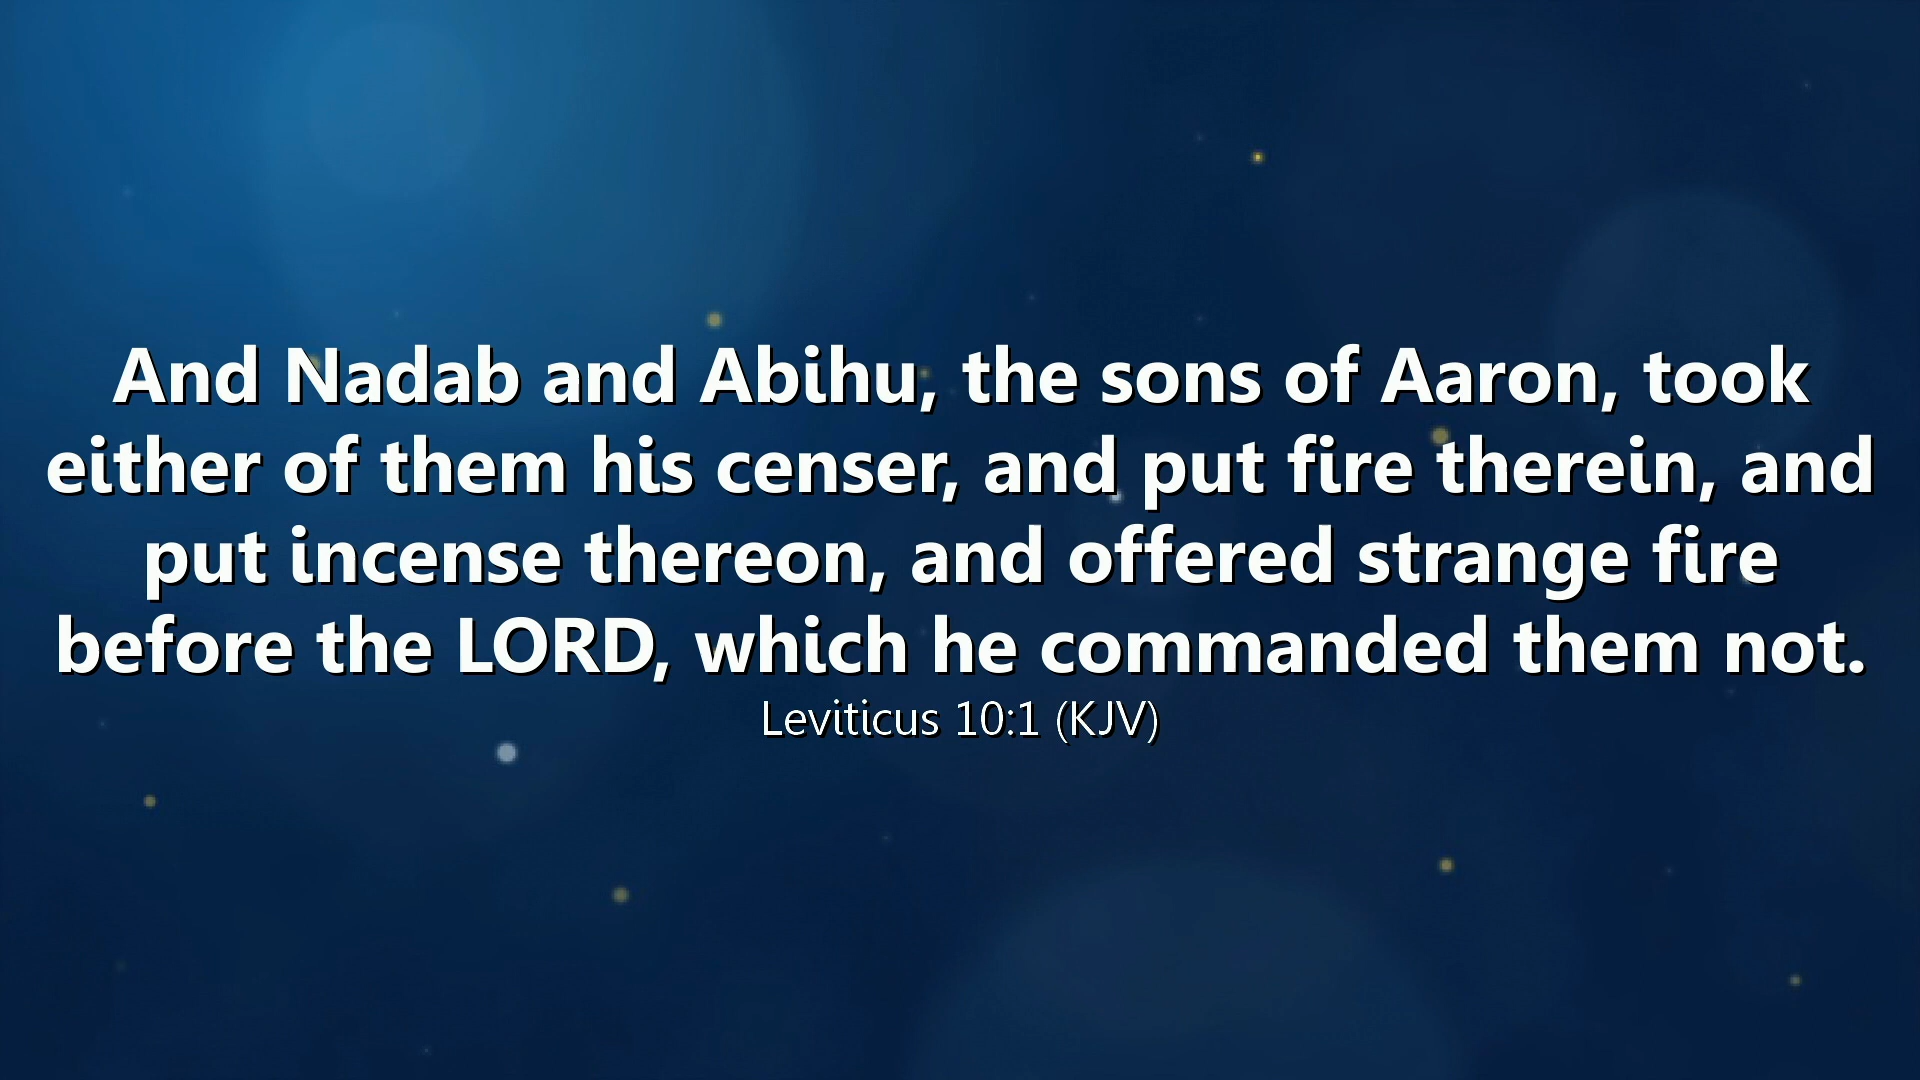 And Nadab and Abihu, the sons of Aaron, took
either of them his censer, and put fire therein, and
put incense thereon, and offered strange fire
before the LORD, which he commanded them not.
Leviticus 10:1 (KJV)